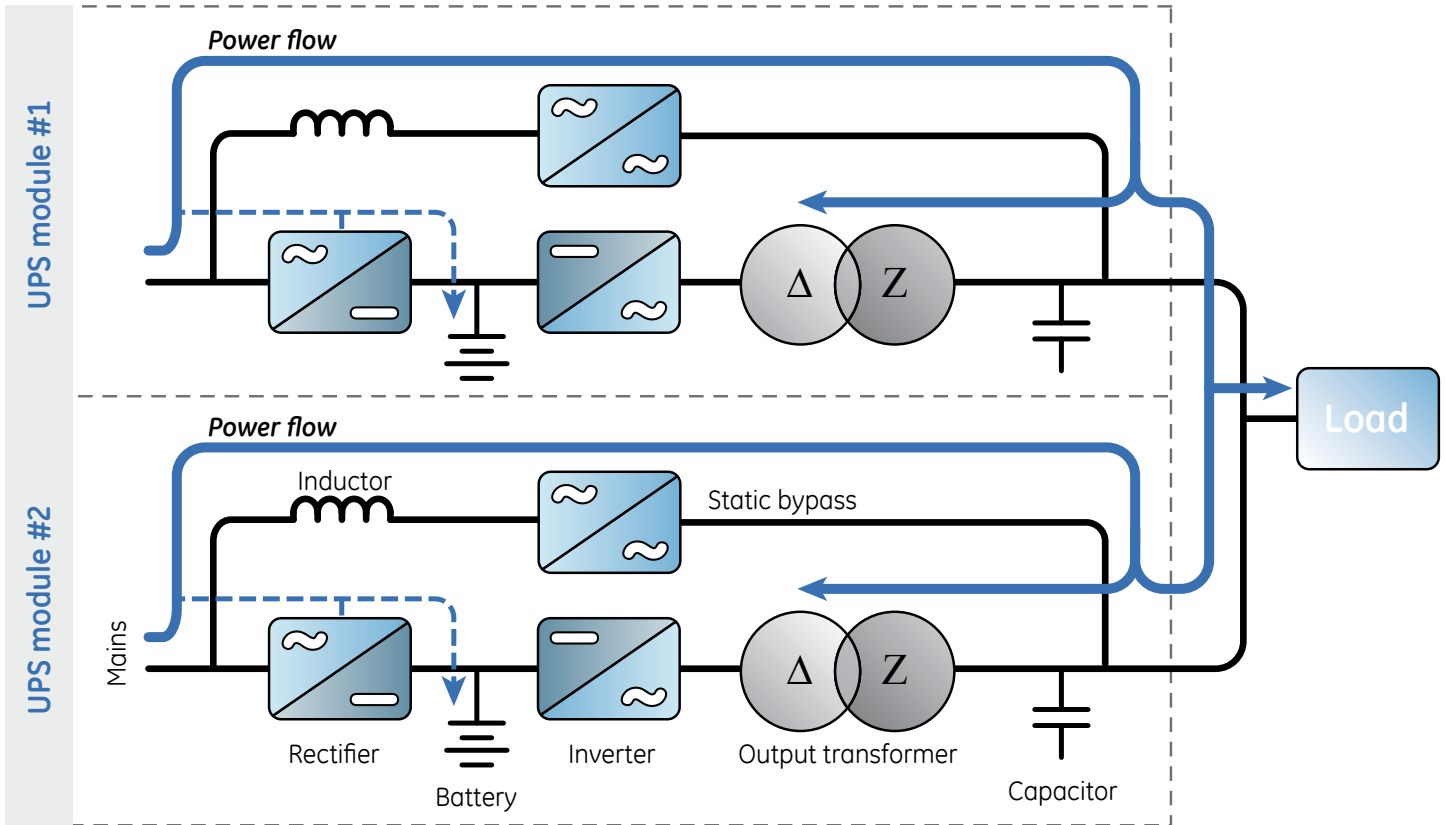 UPS module #1
Power flow
Δ Z
Load
UPS module #2
Power flow
Inductor
Static bypass
Mains
Δ Z
Rectifier
Inverter
Output transformer
Battery
Capacitor